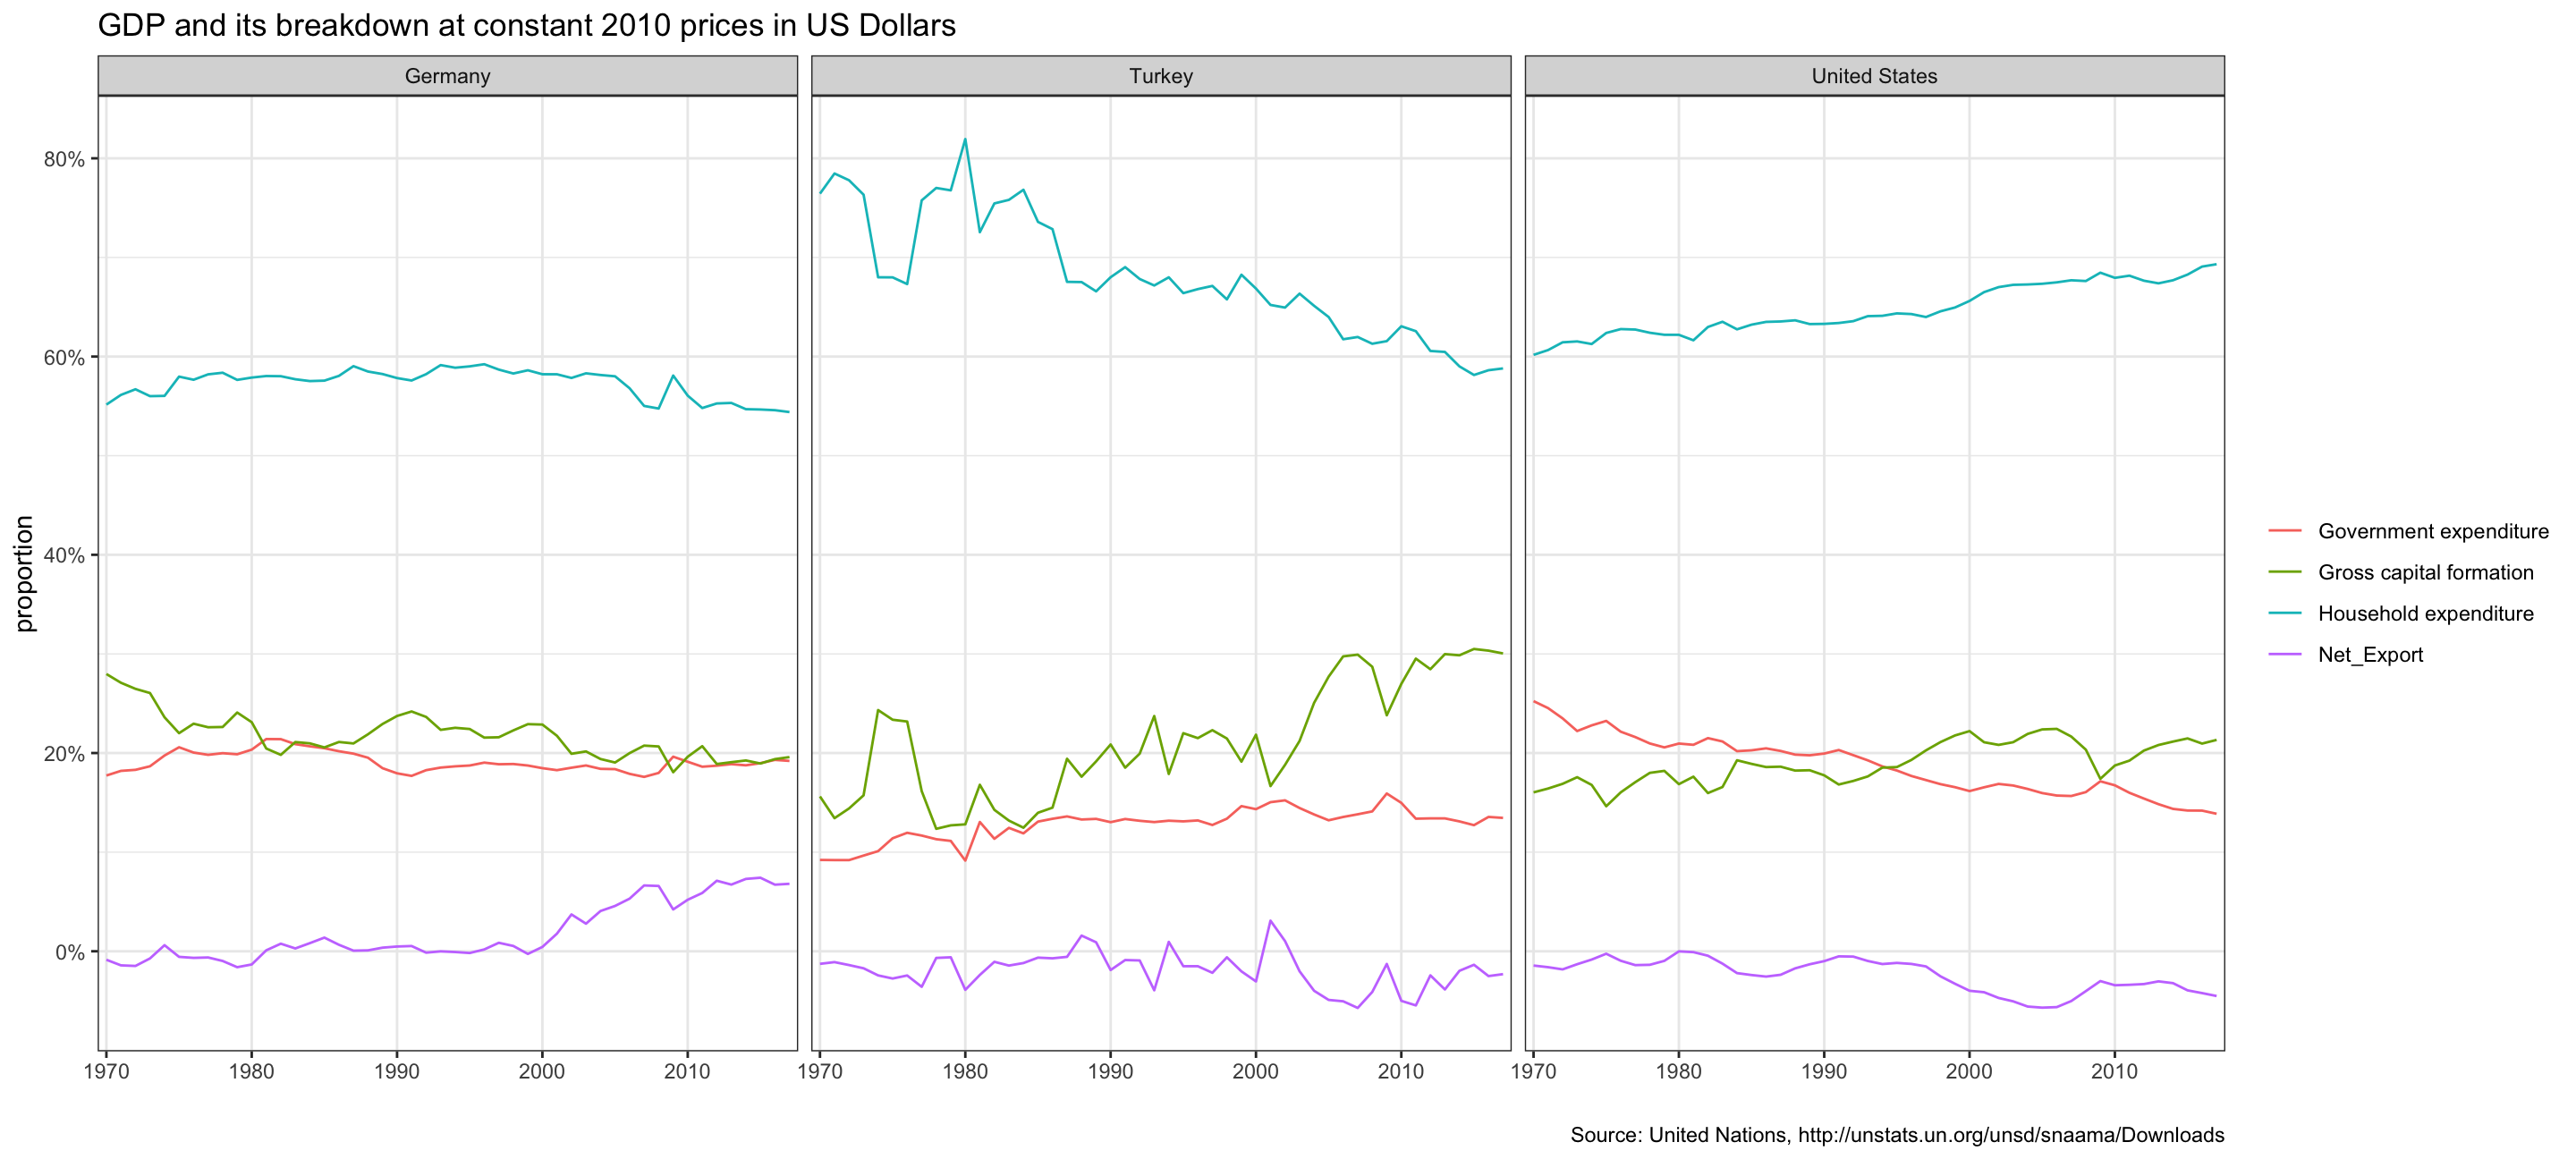 GDP and its breakdown at constant 2010 prices in US Dollars
Germany
Turkey
United States
proportion
80%
60%
40%
20%
0%
1970 1980 1990 2000 2010
1970 1980 1990 2000 2010
1970 1980 1990 2000 2010
Government expenditure
Gross capital formation
Household expenditure
Net_Export
Source: United Nations, http://unstats.un.org/unsd/snaama/Downloads